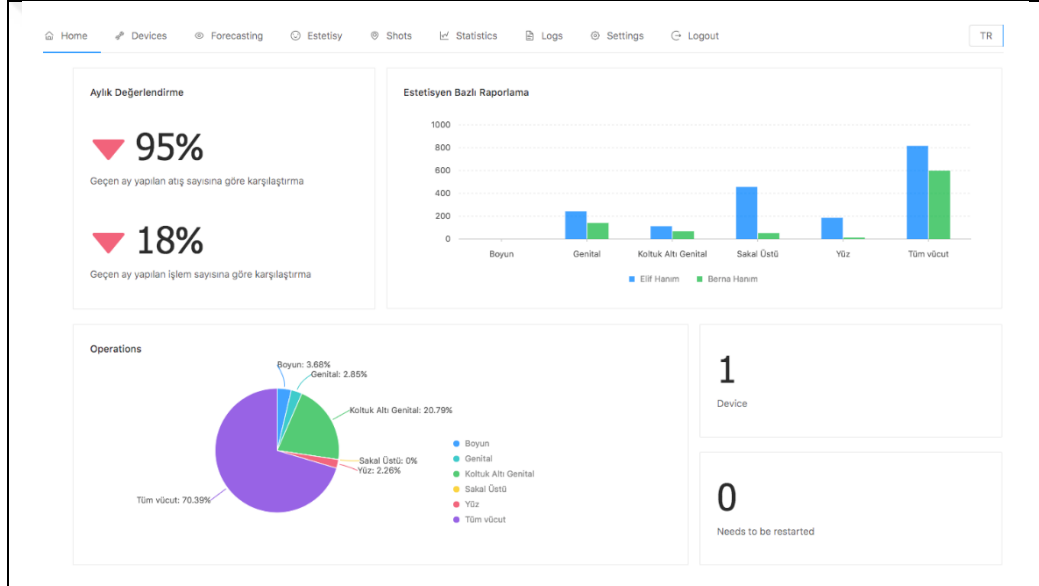 Home Devices Forecasting Estetisy Shots Statistics Logs Settings Logout TR
Aylık Değerlendirme
95%
Geçen ay yapılan atış sayısına göre karşılaştırma
18%
Geçen ay yapılan işlem sayısına göre karşılaştırma
Estetisyen Bazlı Raporlama
1000
800
600
400
200
0
Boyun Genital Koltuk Altı Genital Sakal Üstü Yüz Tüm vücut
Elif Hanım Berna Hanım
Operations
Boyun: 3.68%
Genital: 2.85%
Koltuk Altı Genital: 20.79%
Sakal Üstü: 0%
Yüz: 2.26%
Tüm vücut: 70.39%
Boyun
Genital
Koltuk Altı Genital
Sakal Üstü
Yüz
Tüm vücut
1
Device
0
Needs to be restarted